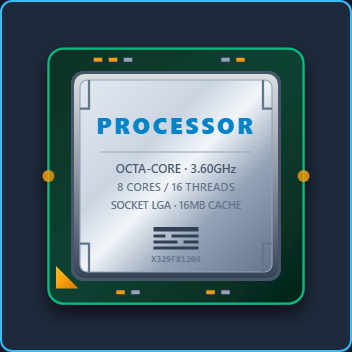 PROCESSOR
OCTA-CORE · 3.60GHz
8 CORES / 16 THREADS
SOCKET LGA · 16MB CACHE
X329F81204